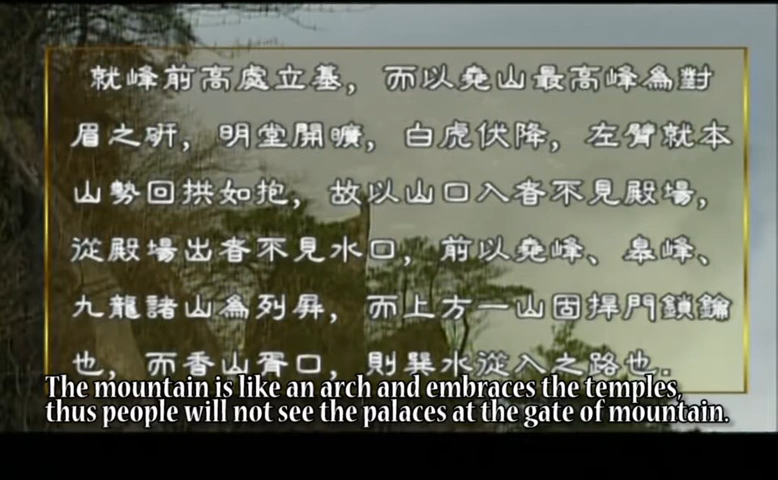 就峰前高處立基，而以堯山最高峰為對
眉之硏，明堂開曠，白虎伏降，左臂就本
山勢回拱如抱，故以山口入者不見殿場，
從殿場出者不見水口，前以堯峰、皋峰、
九龍諸山為列屏，而上方一山固捍門鎖鑰
也，而香山胥口，則巽水從入之路也.
The mountain is like an arch and embraces the temples,
thus people will not see the palaces at the gate of mountain.